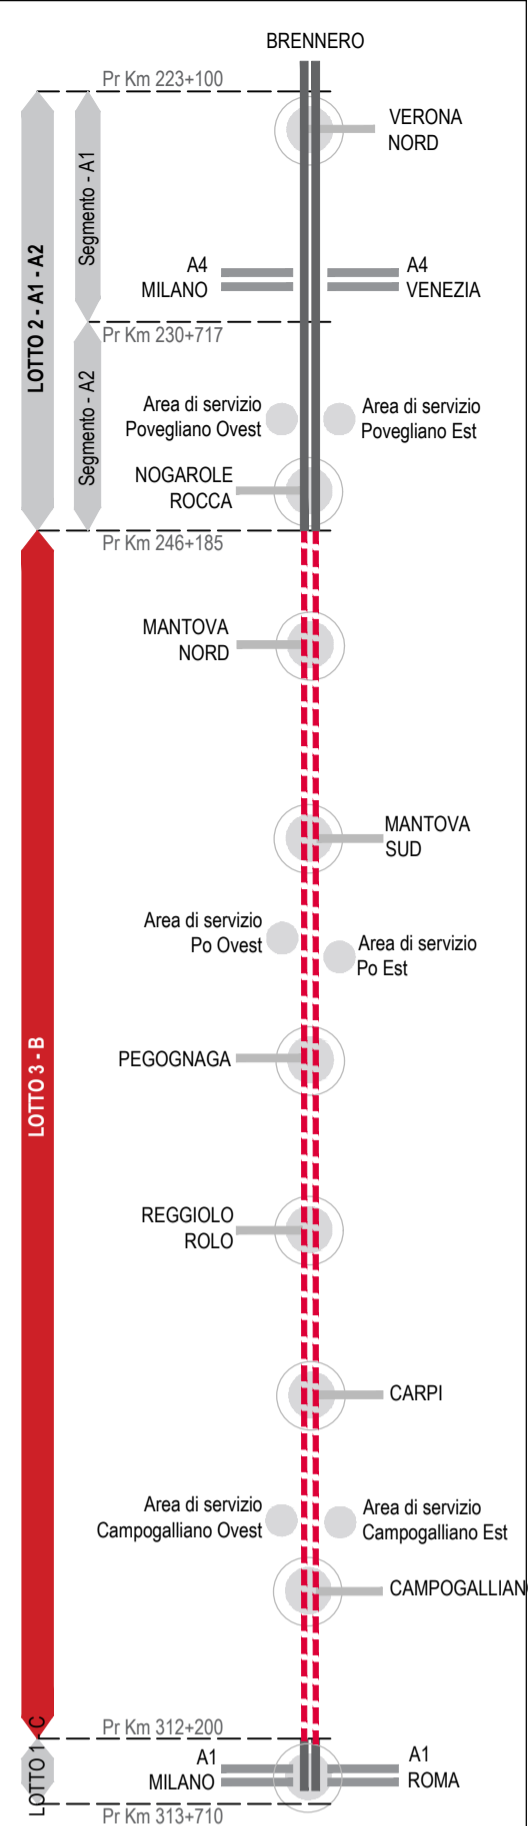 BRENNERO
Pr Km 223+100
VERONA
NORD
Segmento - A1
LOTTO 2 - A1 - A2
A4
MILANO
A4
VENEZIA
Pr Km 230+717
Segmento - A2
Area di servizio
Povegliano Ovest
Area di servizio
Povegliano Est
NOGAROLE
ROCCA
Pr Km 246+185
MANTOVA
NORD
MANTOVA
SUD
Area di servizio
Po Ovest
Area di servizio
Po Est
LOTTO 3 - B
PEGOGNAGA
REGGIOLO
ROLO
CARPI
Area di servizio
Campogalliano Ovest
Area di servizio
Campogalliano Est
CAMPOGALLIAN
Pr Km 312+200
LOTTO 1 C
A1
MILANO
A1
ROMA
Pr Km 313+710